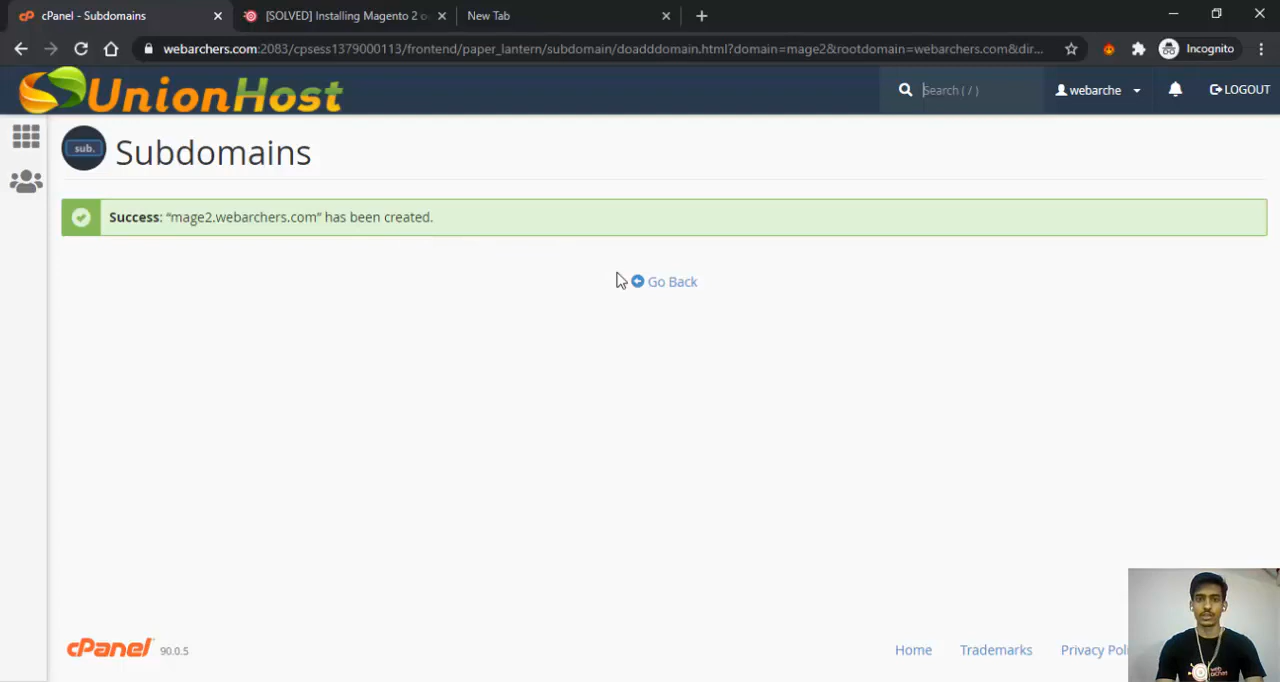 cPanel - Subdomains
[SOLVED] Installing Magento 2 o
New Tab
webarchers.com:2083/cpsess1379000113/frontend/paper_lantern/subdomain/doadddomain.html?domain=mage2&rootdomain=webarchers.com&dir...
Incognito
UnionHost
Search ( / )
webarche
LOGOUT
sub.
Subdomains
Success: “mage2.webarchers.com” has been created.
Go Back
cPanel
90.0.5
Home
Trademarks
Privacy Poli